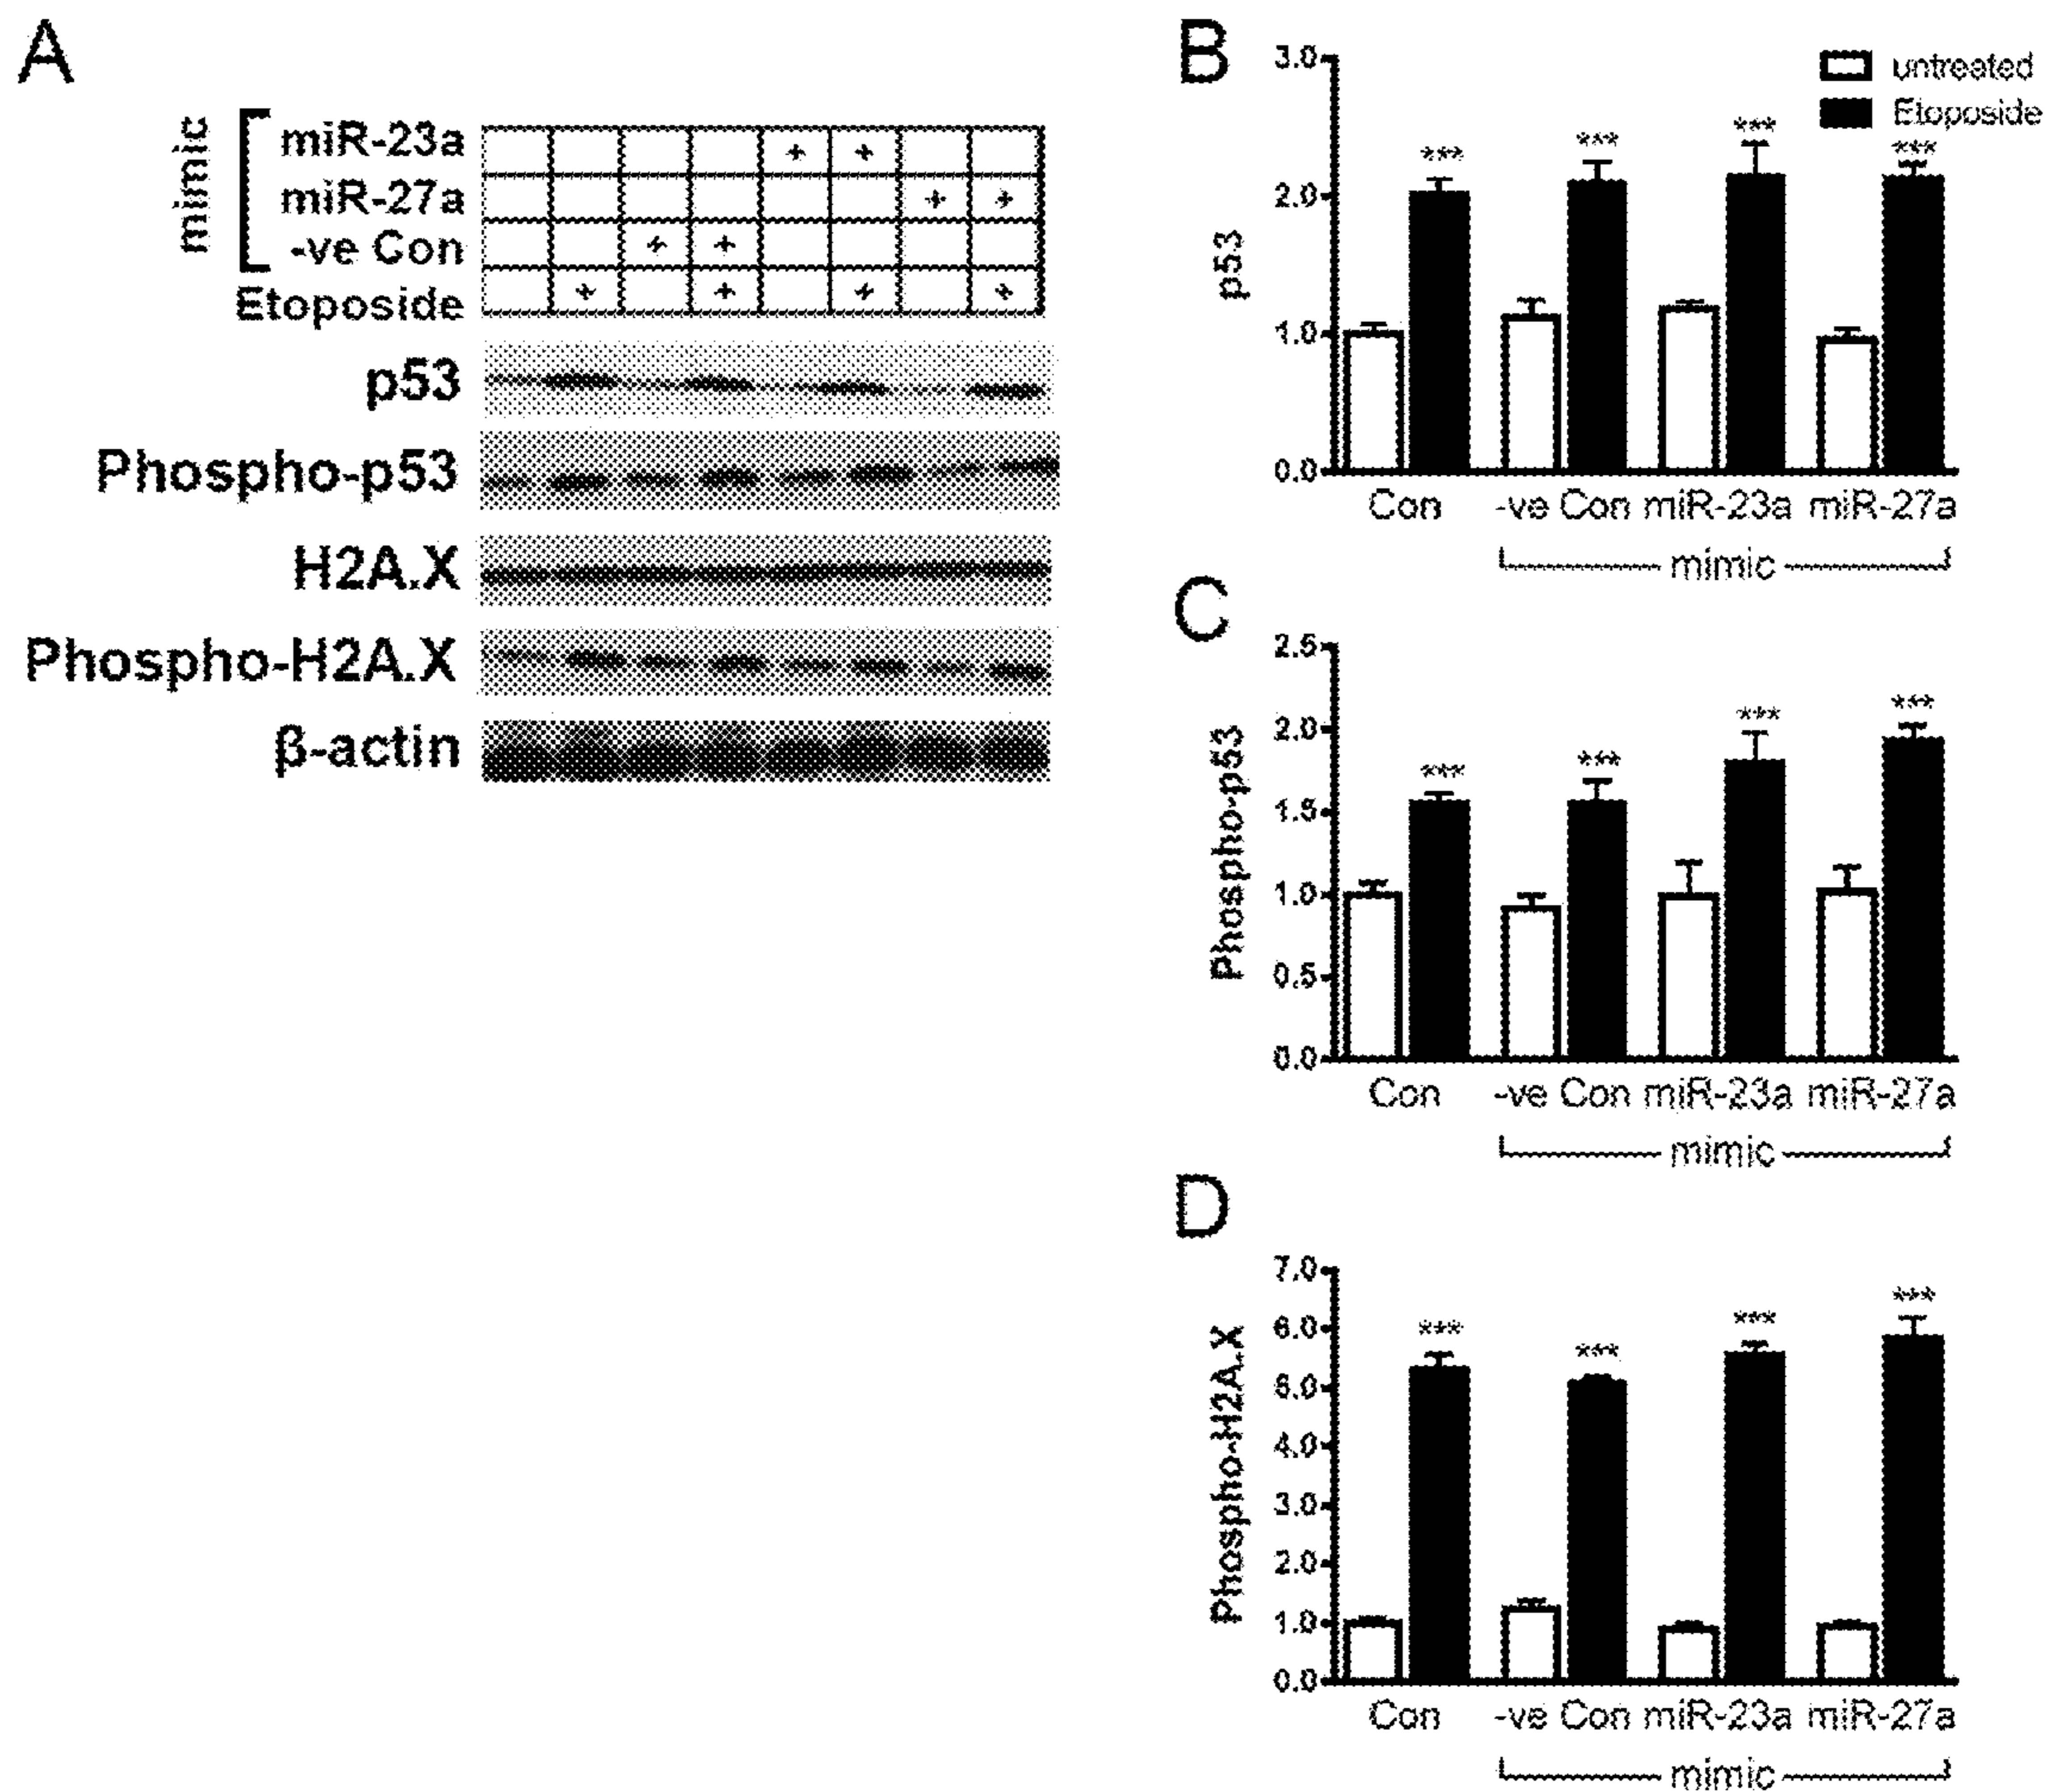 A
mimic
miR-23a + +
miR-27a + +
-ve Con + +
Etoposide + + + +
p53
Phospho-p53
H2A.X
Phospho-H2A.X
β-actin
B
untreated
Etoposide
p53
3.0
2.0
1.0
0.0
*** *** *** ***
Con -ve Con miR-23a miR-27a
mimic
C
Phospho-p53
2.5
2.0
1.5
1.0
0.5
0.0
*** *** *** ***
Con -ve Con miR-23a miR-27a
mimic
D
Phospho-H2A.X
7.0
6.0
5.0
4.0
3.0
2.0
1.0
0.0
*** *** *** ***
Con -ve Con miR-23a miR-27a
mimic